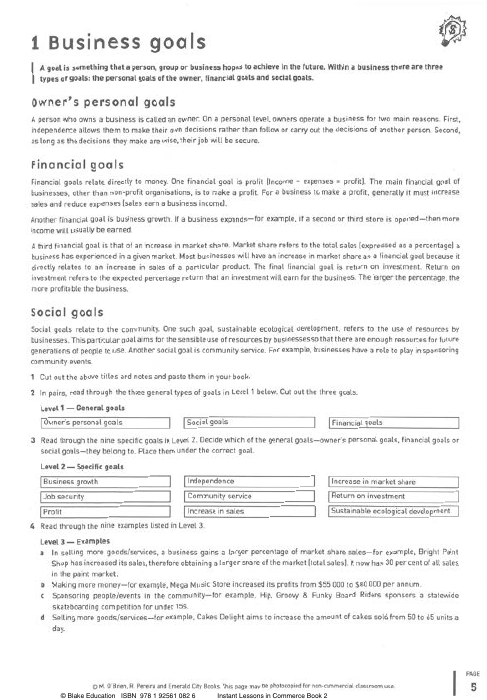 1 Business goals
A goal is something that a person, group or business hopes to achieve in the future. Within a business there are three
types of goals: the personal goals of the owner, financial goals and social goals.
Owner's personal goals
A person who owns a business is called an owner. On a personal level, owners operate a business for two main reasons. First,
independence allows them to make their own decisions rather than follow or carry out the decisions of another person. Second,
as long as the decisions they make are wise, their job will be secure.
Financial goals
Financial goals relate directly to money. One financial goal is profit (Income – expenses = profit). The main financial goal of
businesses, other than non-profit organisations, is to make a profit. For a business to make a profit, generally it must increase
sales and reduce expenses (sales earn a business income).
Another financial goal is business growth. If a business expands—for example, if a second or third store is opened—then more
income will usually be earned.
A third financial goal is that of an increase in market share. Market share refers to the total sales (expressed as a percentage) a
business has experienced in a given market. Most businesses will have an increase in market share as a financial goal because it
directly relates to an increase in sales of a particular product. The final financial goal is return on investment. Return on
investment refers to the expected percentage return that an investment will earn for the business. The larger the percentage, the
more profitable the business.
Social goals
Social goals relate to the community. One such goal, sustainable ecological development, refers to the use of resources by
businesses. This particular goal aims for the sensible use of resources by businesses so that there are enough resources for future
generations of people to use. Another social goal is community service. For example, businesses have a role to play in sponsoring
community events.
1 Cut out the above titles and notes and paste them in your book.
2 In pairs, read through the three general types of goals in Level 1 below. Cut out the three goals.
Level 1 — General goals
Owner's personal goals Social goals Financial goals
3 Read through the nine specific goals in Level 2. Decide which of the general goals—owner's personal goals, financial goals or
social goals—they belong to. Place them under the correct goal.
Level 2 — Specific goals
Business growth Independence Increase in market share
Job security Community service Return on investment
Profit Increase in sales Sustainable ecological development
4 Read through the nine examples listed in Level 3.
Level 3 — Examples
a In selling more goods/services, a business gains a larger percentage of market share sales—for example, Bright Paint
Shop has increased its sales, therefore obtaining a larger share of the market (total sales). It now has 30 per cent of all sales
in the paint market.
b Making more money—for example, Mega Music Store increased its profits from $55 000 to $80 000 per annum.
c Sponsoring people/events in the community—for example, Hip, Groovy & Funky Board Riders sponsors a statewide
skateboarding competition for under 15s.
d Selling more goods/services—for example, Cakes Delight aims to increase the amount of cakes sold from 50 to 65 units a
day.
© M. O'Brien, R. Pereira and Emerald City Books. This page may be photocopied for non-commercial classroom use.
PAGE
5
© Blake Education ISBN 978 1 92561 082 6 Instant Lessons in Commerce Book 2